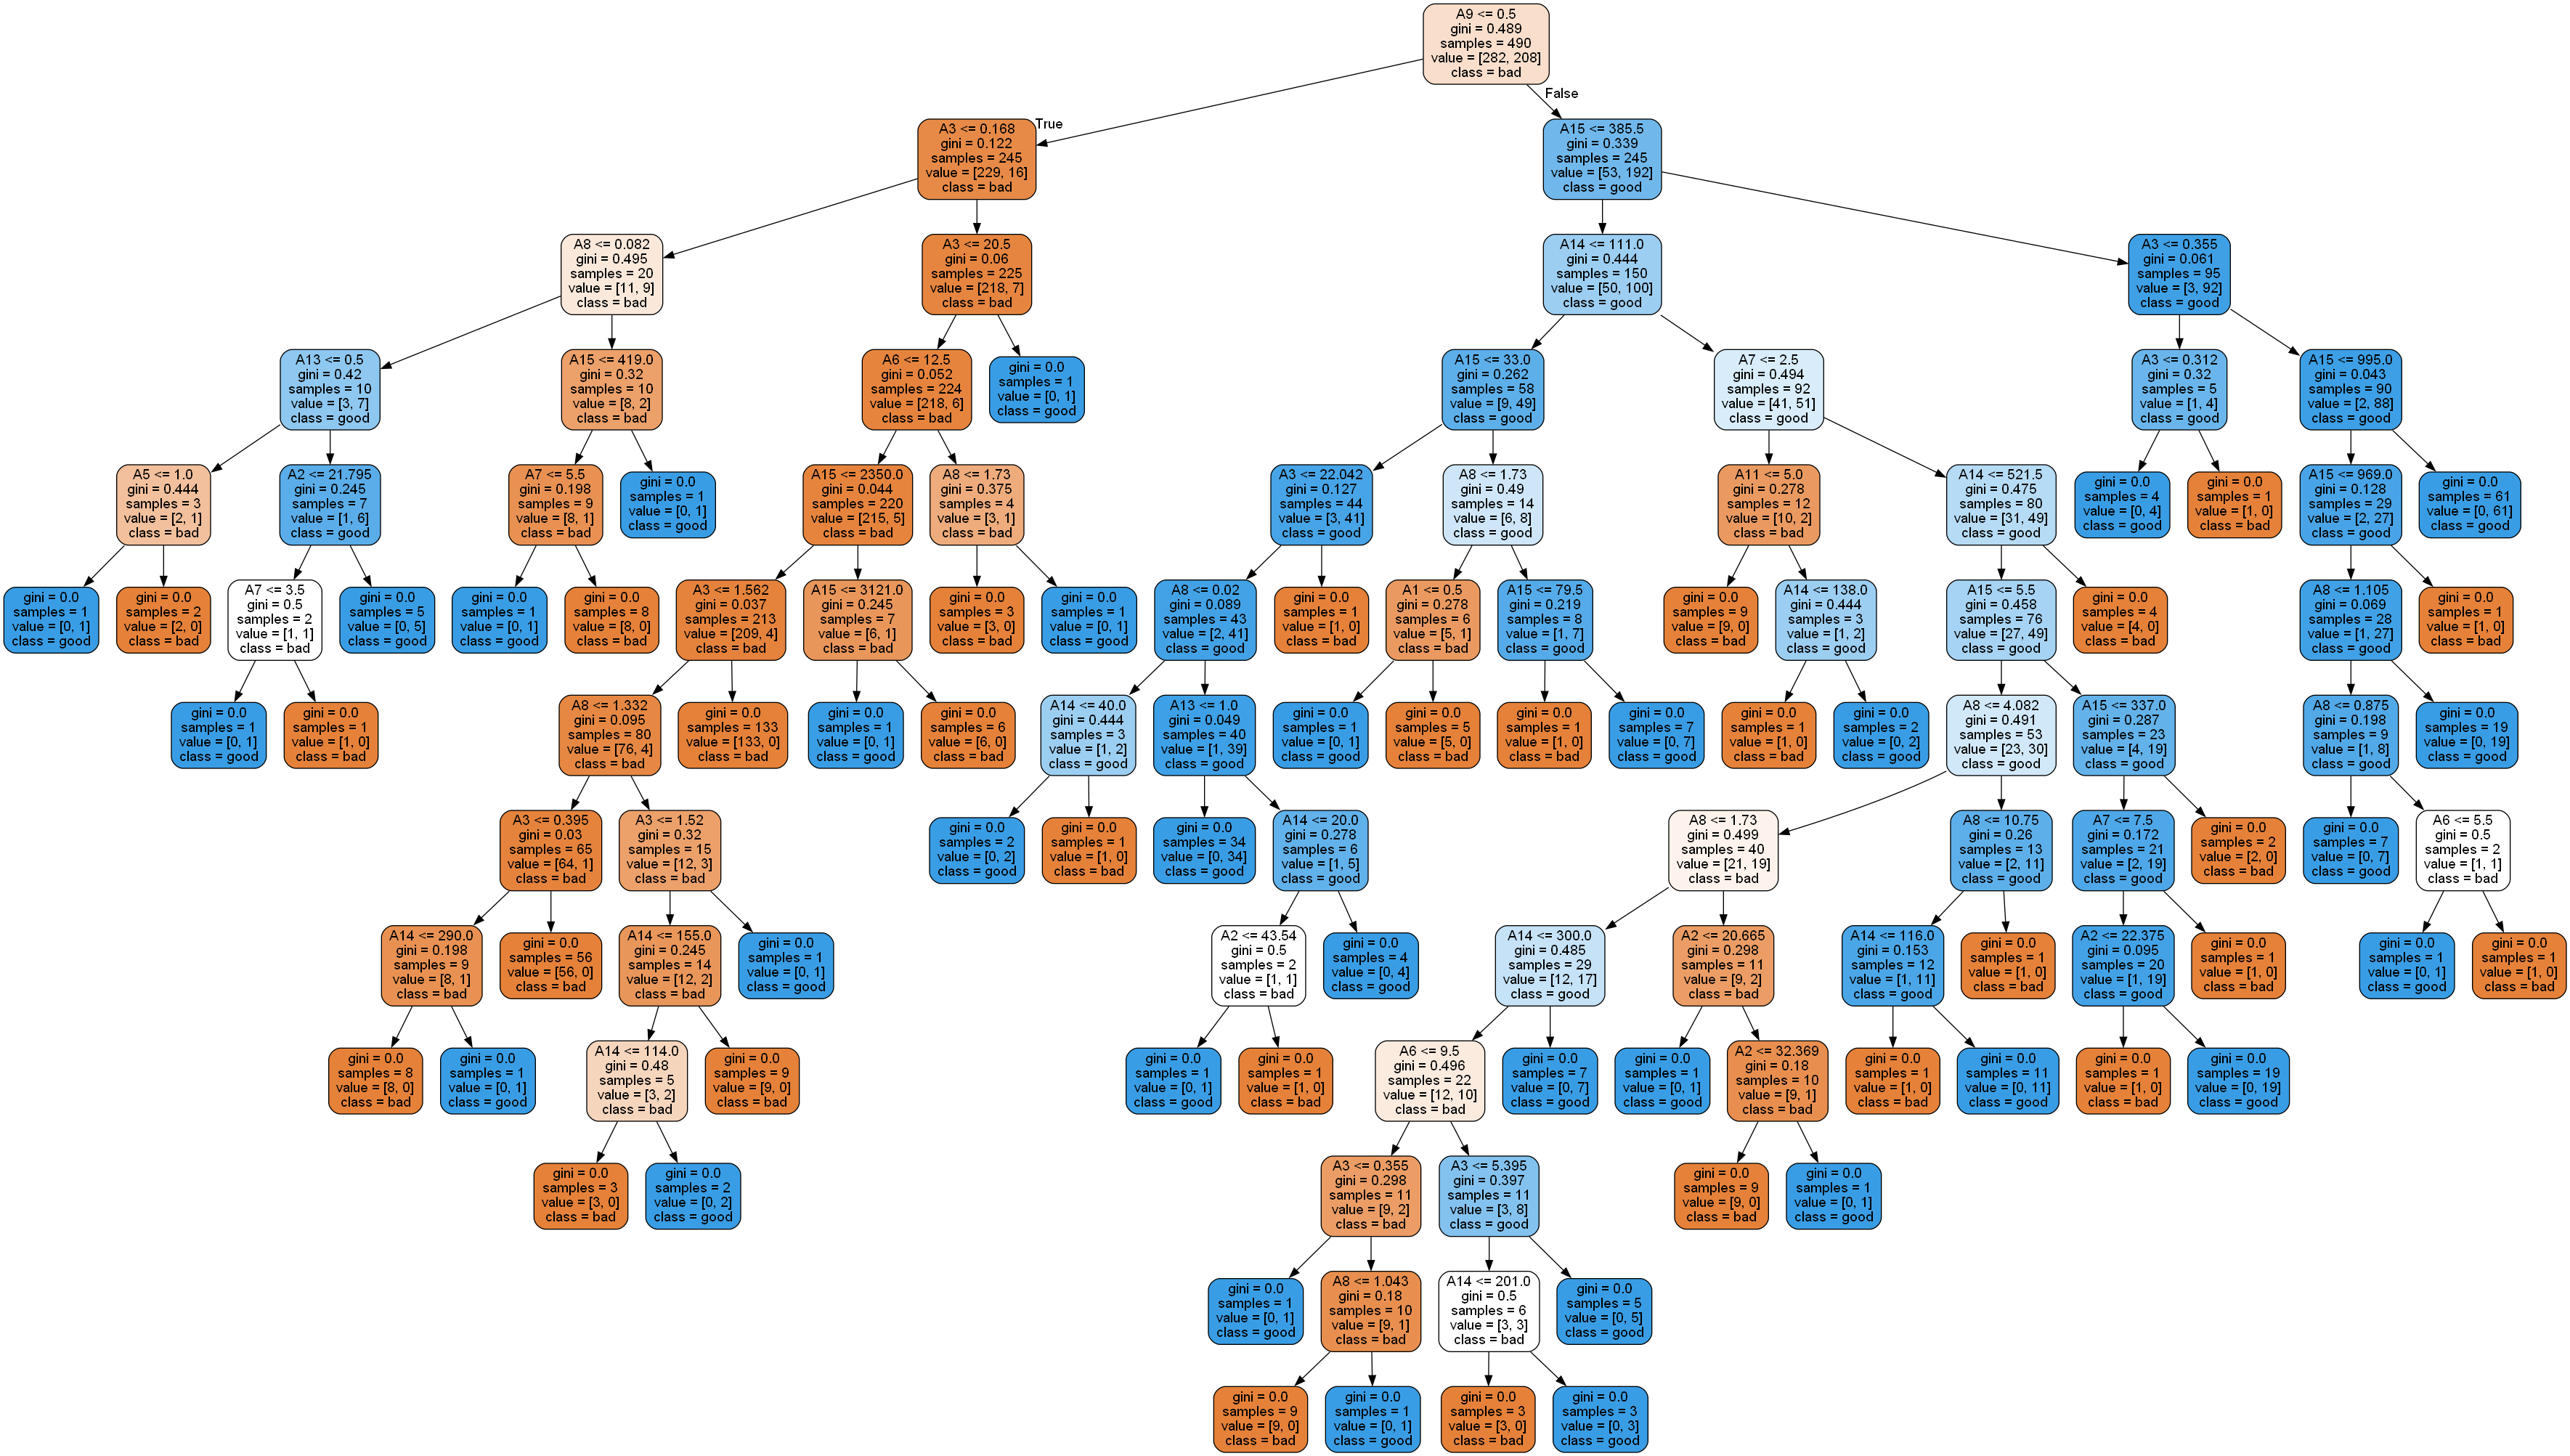 A9 <= 0.5
gini = 0.489
samples = 490
value = [282, 208]
class = bad
True
False
A3 <= 0.168
gini = 0.122
samples = 245
value = [229, 16]
class = bad
A15 <= 385.5
gini = 0.339
samples = 245
value = [53, 192]
class = good
A8 <= 0.082
gini = 0.495
samples = 20
value = [11, 9]
class = bad
A3 <= 20.5
gini = 0.06
samples = 225
value = [218, 7]
class = bad
A14 <= 111.0
gini = 0.444
samples = 150
value = [50, 100]
class = good
A3 <= 0.355
gini = 0.061
samples = 95
value = [3, 92]
class = good
A13 <= 0.5
gini = 0.42
samples = 10
value = [3, 7]
class = good
A15 <= 419.0
gini = 0.32
samples = 10
value = [8, 2]
class = bad
A6 <= 12.5
gini = 0.052
samples = 224
value = [218, 6]
class = bad
gini = 0.0
samples = 1
value = [0, 1]
class = good
A15 <= 33.0
gini = 0.262
samples = 58
value = [9, 49]
class = good
A7 <= 2.5
gini = 0.494
samples = 92
value = [41, 51]
class = good
A3 <= 0.312
gini = 0.32
samples = 5
value = [1, 4]
class = good
A15 <= 995.0
gini = 0.043
samples = 90
value = [2, 88]
class = good
A5 <= 1.0
gini = 0.444
samples = 3
value = [2, 1]
class = bad
A2 <= 21.795
gini = 0.245
samples = 7
value = [1, 6]
class = good
A7 <= 5.5
gini = 0.198
samples = 9
value = [8, 1]
class = bad
gini = 0.0
samples = 1
value = [0, 1]
class = good
A15 <= 2350.0
gini = 0.044
samples = 220
value = [215, 5]
class = bad
A8 <= 1.73
gini = 0.375
samples = 4
value = [3, 1]
class = bad
A3 <= 22.042
gini = 0.127
samples = 44
value = [3, 41]
class = good
A8 <= 1.73
gini = 0.49
samples = 14
value = [6, 8]
class = good
A11 <= 5.0
gini = 0.278
samples = 12
value = [10, 2]
class = bad
A14 <= 521.5
gini = 0.475
samples = 80
value = [31, 49]
class = good
gini = 0.0
samples = 4
value = [0, 4]
class = good
gini = 0.0
samples = 1
value = [1, 0]
class = bad
A15 <= 969.0
gini = 0.128
samples = 29
value = [2, 27]
class = good
gini = 0.0
samples = 61
value = [0, 61]
class = good
gini = 0.0
samples = 1
value = [0, 1]
class = good
gini = 0.0
samples = 2
value = [2, 0]
class = bad
A7 <= 3.5
gini = 0.5
samples = 2
value = [1, 1]
class = bad
gini = 0.0
samples = 5
value = [0, 5]
class = good
gini = 0.0
samples = 1
value = [0, 1]
class = good
gini = 0.0
samples = 8
value = [8, 0]
class = bad
A3 <= 1.562
gini = 0.037
samples = 213
value = [209, 4]
class = bad
A15 <= 3121.0
gini = 0.245
samples = 7
value = [6, 1]
class = bad
gini = 0.0
samples = 3
value = [3, 0]
class = bad
gini = 0.0
samples = 1
value = [0, 1]
class = good
A8 <= 0.02
gini = 0.089
samples = 43
value = [2, 41]
class = good
gini = 0.0
samples = 1
value = [1, 0]
class = bad
A1 <= 0.5
gini = 0.278
samples = 6
value = [5, 1]
class = bad
A15 <= 79.5
gini = 0.219
samples = 8
value = [1, 7]
class = good
gini = 0.0
samples = 9
value = [9, 0]
class = bad
A14 <= 138.0
gini = 0.444
samples = 3
value = [1, 2]
class = good
A15 <= 5.5
gini = 0.458
samples = 76
value = [27, 49]
class = good
gini = 0.0
samples = 4
value = [4, 0]
class = bad
A8 <= 1.105
gini = 0.069
samples = 28
value = [1, 27]
class = good
gini = 0.0
samples = 1
value = [1, 0]
class = bad
gini = 0.0
samples = 1
value = [0, 1]
class = good
gini = 0.0
samples = 1
value = [1, 0]
class = bad
A8 <= 1.332
gini = 0.095
samples = 80
value = [76, 4]
class = bad
gini = 0.0
samples = 133
value = [133, 0]
class = bad
gini = 0.0
samples = 1
value = [0, 1]
class = good
gini = 0.0
samples = 6
value = [6, 0]
class = bad
A14 <= 40.0
gini = 0.444
samples = 3
value = [1, 2]
class = good
A13 <= 1.0
gini = 0.049
samples = 40
value = [1, 39]
class = good
gini = 0.0
samples = 1
value = [0, 1]
class = good
gini = 0.0
samples = 5
value = [5, 0]
class = bad
gini = 0.0
samples = 1
value = [1, 0]
class = bad
gini = 0.0
samples = 7
value = [0, 7]
class = good
gini = 0.0
samples = 1
value = [1, 0]
class = bad
gini = 0.0
samples = 2
value = [0, 2]
class = good
A8 <= 4.082
gini = 0.491
samples = 53
value = [23, 30]
class = good
A15 <= 337.0
gini = 0.287
samples = 23
value = [4, 19]
class = good
A8 <= 0.875
gini = 0.198
samples = 9
value = [1, 8]
class = good
gini = 0.0
samples = 19
value = [0, 19]
class = good
A3 <= 0.395
gini = 0.03
samples = 65
value = [64, 1]
class = bad
A3 <= 1.52
gini = 0.32
samples = 15
value = [12, 3]
class = bad
gini = 0.0
samples = 2
value = [0, 2]
class = good
gini = 0.0
samples = 1
value = [1, 0]
class = bad
gini = 0.0
samples = 34
value = [0, 34]
class = good
A14 <= 20.0
gini = 0.278
samples = 6
value = [1, 5]
class = good
A8 <= 1.73
gini = 0.499
samples = 40
value = [21, 19]
class = bad
A8 <= 10.75
gini = 0.26
samples = 13
value = [2, 11]
class = good
A7 <= 7.5
gini = 0.172
samples = 21
value = [2, 19]
class = good
gini = 0.0
samples = 2
value = [2, 0]
class = bad
gini = 0.0
samples = 7
value = [0, 7]
class = good
A6 <= 5.5
gini = 0.5
samples = 2
value = [1, 1]
class = bad
A14 <= 290.0
gini = 0.198
samples = 9
value = [8, 1]
class = bad
gini = 0.0
samples = 56
value = [56, 0]
class = bad
A14 <= 155.0
gini = 0.245
samples = 14
value = [12, 2]
class = bad
gini = 0.0
samples = 1
value = [0, 1]
class = good
A2 <= 43.54
gini = 0.5
samples = 2
value = [1, 1]
class = bad
gini = 0.0
samples = 4
value = [0, 4]
class = good
A14 <= 300.0
gini = 0.485
samples = 29
value = [12, 17]
class = good
A2 <= 20.665
gini = 0.298
samples = 11
value = [9, 2]
class = bad
A14 <= 116.0
gini = 0.153
samples = 12
value = [1, 11]
class = good
gini = 0.0
samples = 1
value = [1, 0]
class = bad
A2 <= 22.375
gini = 0.095
samples = 20
value = [1, 19]
class = good
gini = 0.0
samples = 1
value = [1, 0]
class = bad
gini = 0.0
samples = 1
value = [0, 1]
class = good
gini = 0.0
samples = 1
value = [1, 0]
class = bad
gini = 0.0
samples = 8
value = [8, 0]
class = bad
gini = 0.0
samples = 1
value = [0, 1]
class = good
A14 <= 114.0
gini = 0.48
samples = 5
value = [3, 2]
class = bad
gini = 0.0
samples = 9
value = [9, 0]
class = bad
gini = 0.0
samples = 1
value = [0, 1]
class = good
gini = 0.0
samples = 1
value = [1, 0]
class = bad
A6 <= 9.5
gini = 0.496
samples = 22
value = [12, 10]
class = bad
gini = 0.0
samples = 7
value = [0, 7]
class = good
gini = 0.0
samples = 1
value = [0, 1]
class = good
A2 <= 32.369
gini = 0.18
samples = 10
value = [9, 1]
class = bad
gini = 0.0
samples = 1
value = [1, 0]
class = bad
gini = 0.0
samples = 11
value = [0, 11]
class = good
gini = 0.0
samples = 1
value = [1, 0]
class = bad
gini = 0.0
samples = 19
value = [0, 19]
class = good
gini = 0.0
samples = 3
value = [3, 0]
class = bad
gini = 0.0
samples = 2
value = [0, 2]
class = good
A3 <= 0.355
gini = 0.298
samples = 11
value = [9, 2]
class = bad
A3 <= 5.395
gini = 0.397
samples = 11
value = [3, 8]
class = good
gini = 0.0
samples = 9
value = [9, 0]
class = bad
gini = 0.0
samples = 1
value = [0, 1]
class = good
gini = 0.0
samples = 1
value = [0, 1]
class = good
A8 <= 1.043
gini = 0.18
samples = 10
value = [9, 1]
class = bad
A14 <= 201.0
gini = 0.5
samples = 6
value = [3, 3]
class = bad
gini = 0.0
samples = 5
value = [0, 5]
class = good
gini = 0.0
samples = 9
value = [9, 0]
class = bad
gini = 0.0
samples = 1
value = [0, 1]
class = good
gini = 0.0
samples = 3
value = [3, 0]
class = bad
gini = 0.0
samples = 3
value = [0, 3]
class = good